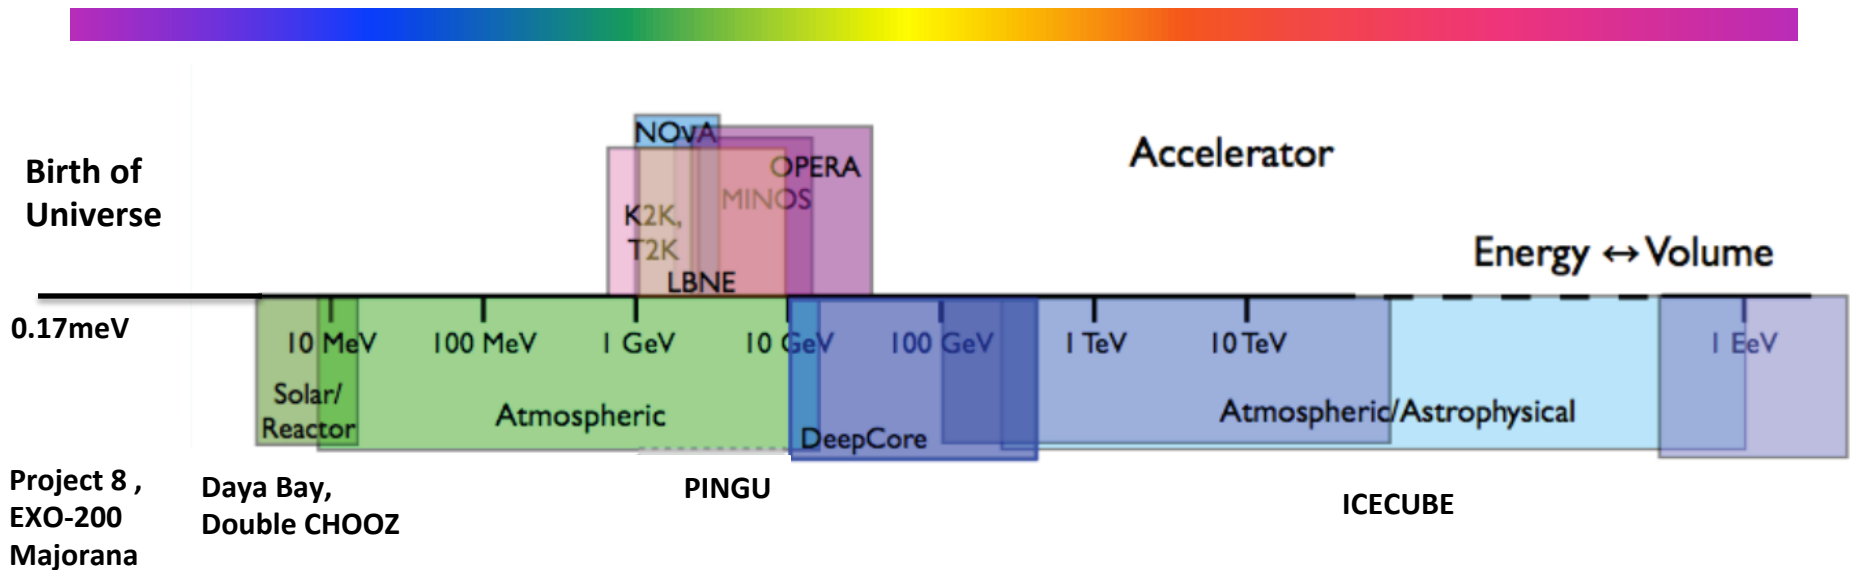 NOνA
Accelerator
Birth of
Universe
OPERA
MINOS
K2K,
T2K
Energy ↔ Volume
LBNE
0.17meV
10 MeV
100 MeV
1 GeV
10 GeV
100 GeV
1 TeV
10 TeV
1 EeV
Solar/
Reactor
Atmospheric
DeepCore
Atmospheric/Astrophysical
Project 8 ,
EXO-200
Majorana
Daya Bay,
Double CHOOZ
PINGU
ICECUBE